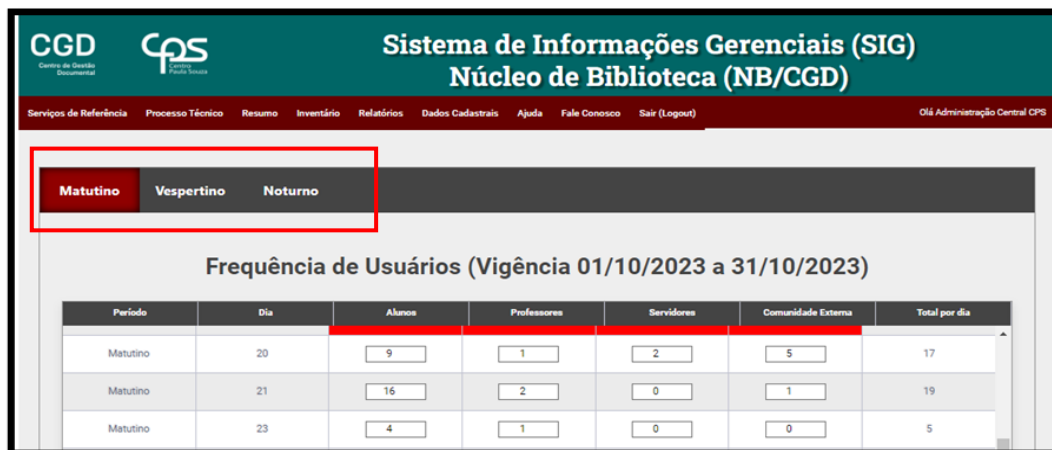 CGD
Centro de Gestão
Documental
CPS
Centro
Paula Souza
Sistema de Informações Gerenciais (SIG)
Núcleo de Biblioteca (NB/CGD)
Serviços de Referência Processo Técnico Resumo Inventário Relatórios Dados Cadastrais Ajuda Fale Conosco Sair (Logout) Olá Administração Central CPS
Matutino Vespertino Noturno
Frequência de Usuários (Vigência 01/10/2023 a 31/10/2023)
Período Dia Alunos Professores Servidores Comunidade Externa Total por dia
Matutino 20 9 1 2 5 17
Matutino 21 16 2 0 1 19
Matutino 23 4 1 0 0 5